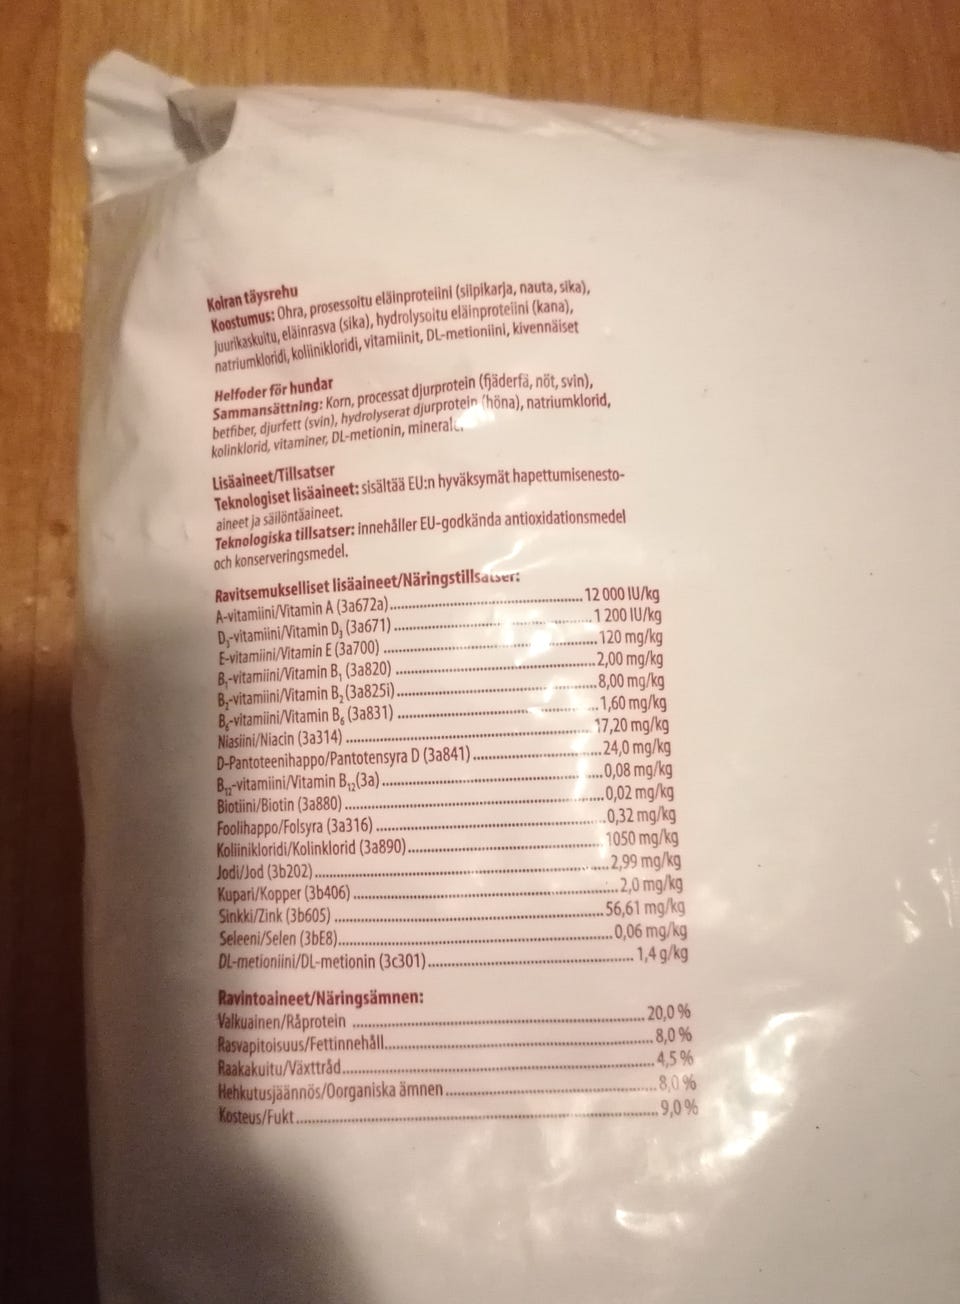 Koiran täysrehu
Koostumus: Ohra, prosessoitu eläinproteiini (siipikarja, nauta, sika),
juurikaskuitu, eläinrasva (sika), hydrolysoitu eläinproteiini (kana),
natriumkloridi, koliinikloridi, vitamiinit, DL-metioniini, kivennäiset
Helfoder för hundar
Sammansättning: Korn, processat djurprotein (fjäderfä, nöt, svin),
betfiber, djurfett (svin), hydrolyserat djurprotein (höna), natriumklorid,
kolinklorid, vitaminer, DL-metionin,
Lisäaineet/Tillsatser
Teknologiset lisäaineet: sisältää EU:n hyväksymät hapettumisenesto-
aineet ja säilöntäaineet.
Teknologiska tillsatser: innehåller EU-godkända antioxidationsmedel
och konserveringsmedel.
Ravitsemukselliset lisäaineet/Näringstillsatser:
A-vitamiini/Vitamin A (3a672a) 12 000 IU/kg
D₃-vitamiini/Vitamin D₃ (3a671) 1 200 IU/kg
E-vitamiini/Vitamin E (3a700) 120 mg/kg
B₁-vitamiini/Vitamin B₁ (3a820) 2,00 mg/kg
B₂-vitamiini/Vitamin B₂ (3a825i) 8,00 mg/kg
B₆-vitamiini/Vitamin B₆ (3a831) 1,60 mg/kg
Niasiini/Niacin (3a314) 17,20 mg/kg
D-Pantoteenihappo/Pantotensyra D (3a841) 24,0 mg/kg
B₁₂-vitamiini/Vitamin B₁₂(3a) 0,08 mg/kg
Biotiini/Biotin (3a880) 0,02 mg/kg
Foolihappo/Folsyra (3a316) 0,32 mg/kg
Koliinikloridi/Kolinklorid (3a890) 1050 mg/kg
Jodi/Jod (3b202) 2,99 mg/kg
Kupari/Kopper (3b406) 2,0 mg/kg
Sinkki/Zink (3b605) 56,61 mg/kg
Seleeni/Selen (3bE8) 0,06 mg/kg
DL-metioniini/DL-metionin (3c301) 1,4 g/kg
Ravintoaineet/Näringsämnen:
Valkuainen/Råprotein 20,0 %
Rasvapitoisuus/Fettinnehåll 8,0 %
Raakakuitu/Växttråd 4,5 %
Hehkutusjäännös/Oorganiska ämnen 8,0 %
Kosteus/Fukt 9,0 %